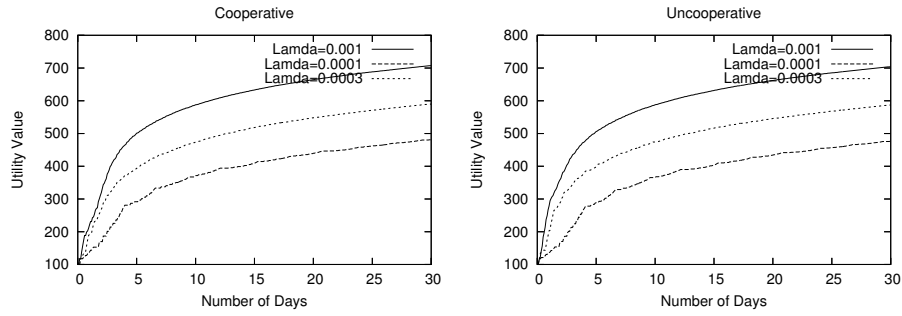 Cooperative
800
700
600
500
400
300
200
100
Utility Value
Lamda=0.001
Lamda=0.0001
Lamda=0.0003
0 5 10 15 20 25 30
Number of Days
Uncooperative
800
700
600
500
400
300
200
100
Utility Value
Lamda=0.001
Lamda=0.0001
Lamda=0.0003
0 5 10 15 20 25 30
Number of Days